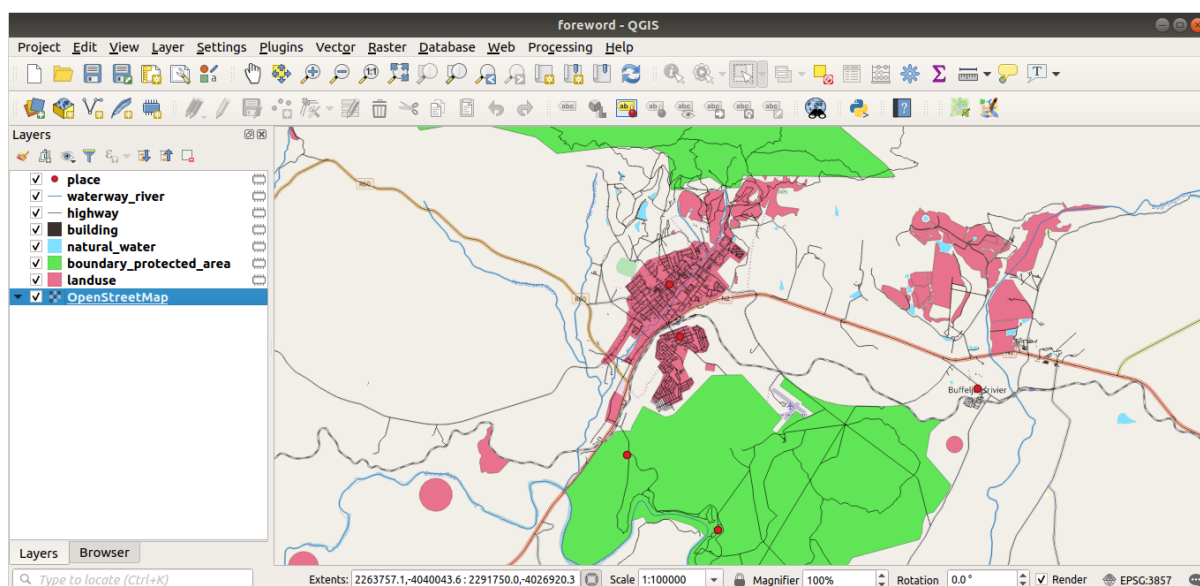 foreword - QGIS
Project Edit View Layer Settings Plugins Vector Raster Database Web Processing Help
Layers
place
waterway_river
highway
building
natural_water
boundary_protected_area
landuse
OpenStreetMap
R60
R60
N2
Buffeljagsrivier
Layers Browser
Type to locate (Ctrl+K)
Extents: 2263757.1,-4040043.6 : 2291750.0,-4026920.3 Scale 1:100000 Magnifier 100% Rotation 0.0° Render EPSG:3857